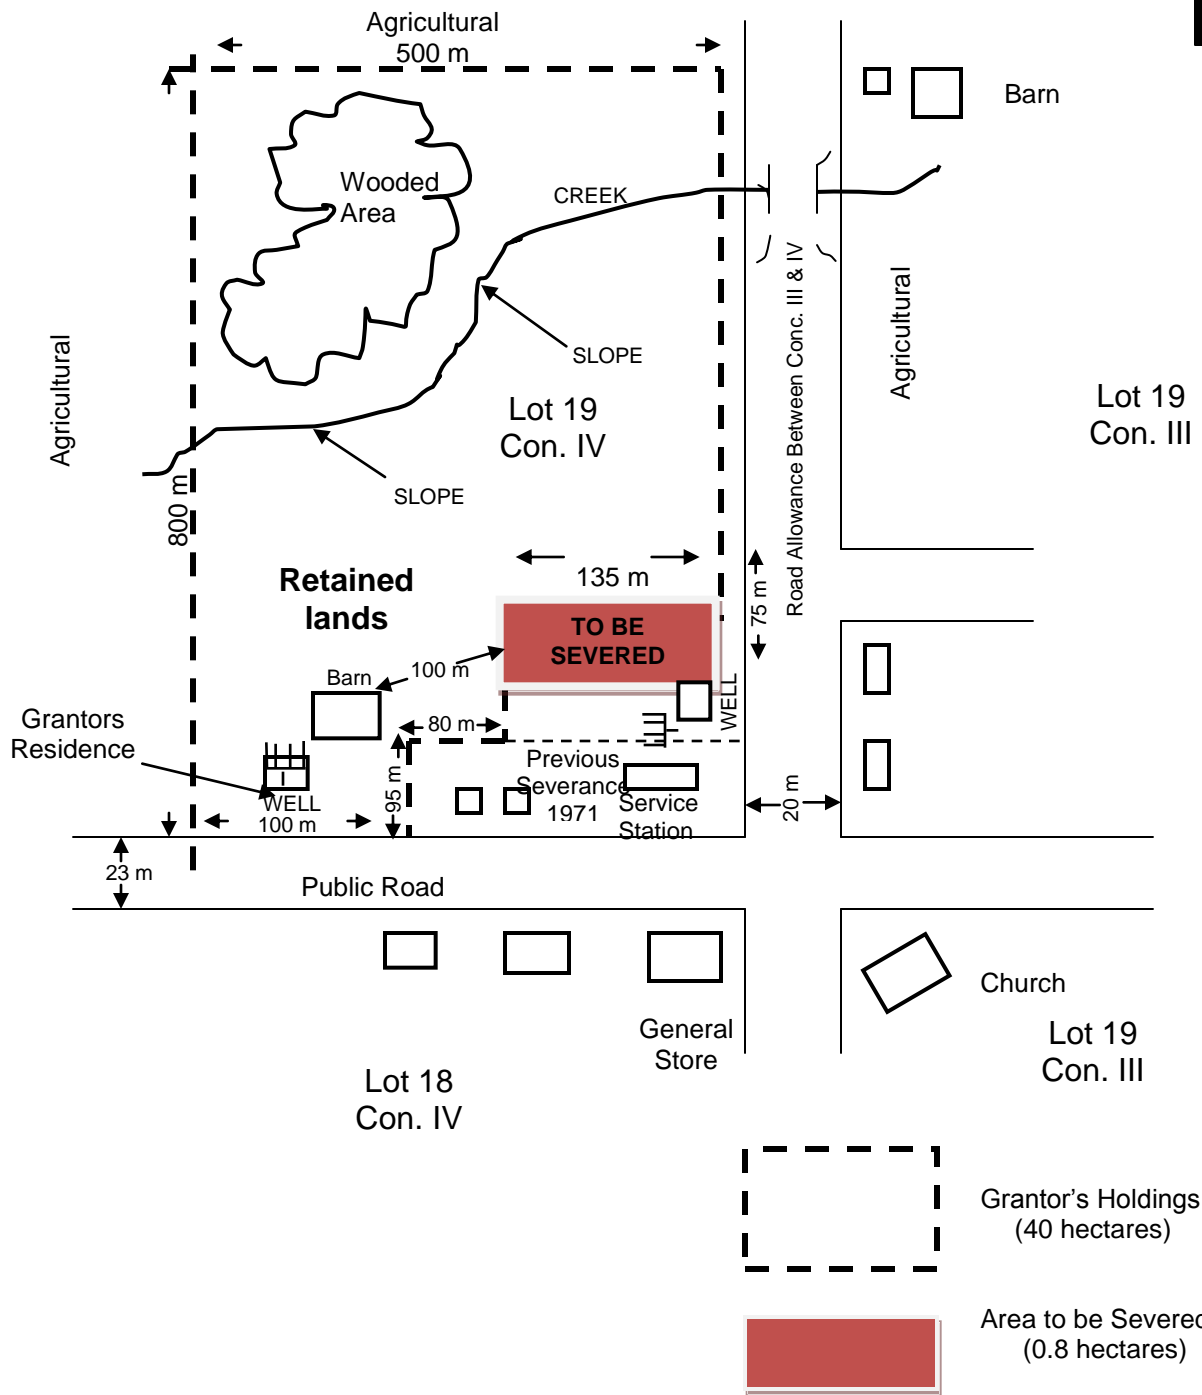 Agricultural
500 m
Barn
Wooded
Area
CREEK
Agricultural
Agricultural
Road Allowance Between Conc. III & IV
SLOPE
Lot 19
Con. IV
Lot 19
Con. III
SLOPE
800 m
Retained
lands
135 m
75 m
TO BE
SEVERED
100 m
Barn
WELL
Grantors
Residence
80 m
95 m
Previous
Severance
1971
Service
Station
WELL
100 m
20 m
23 m
Public Road
General
Store
Church
Lot 19
Con. III
Lot 18
Con. IV
Grantor's Holdings
(40 hectares)
Area to be Severed
(0.8 hectares)